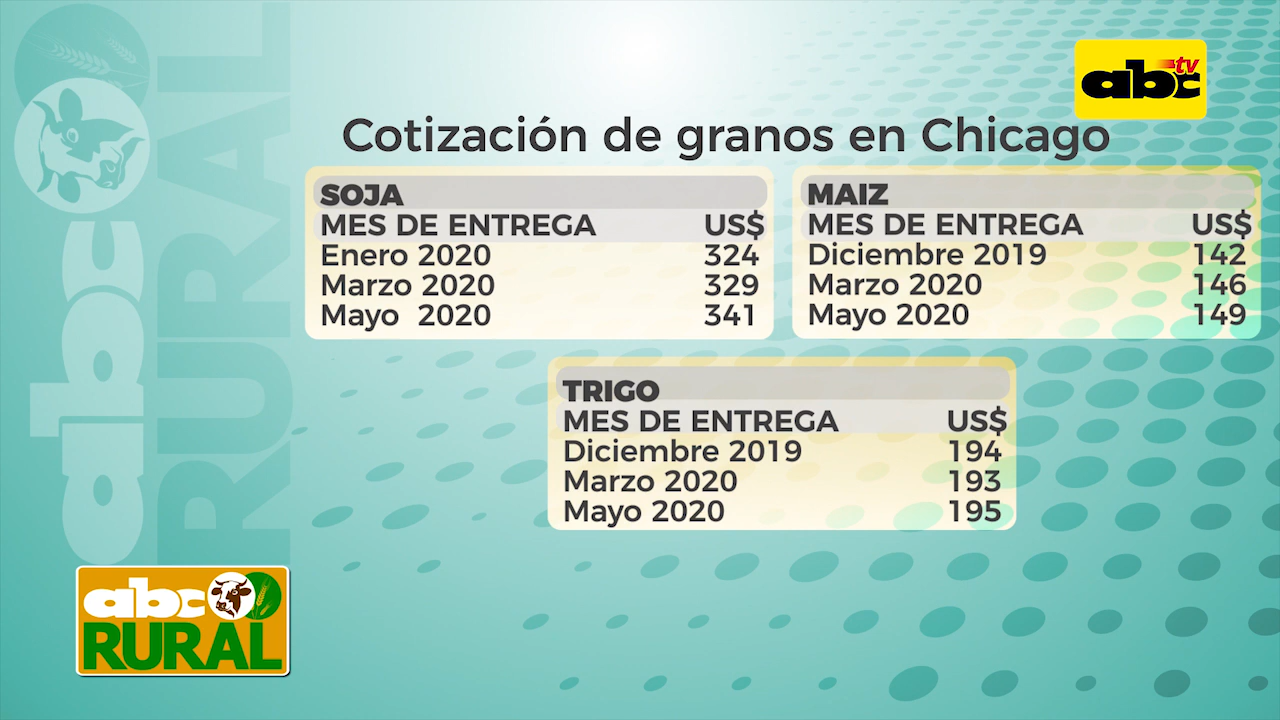 abc tv
Cotización de granos en Chicago
SOJA
MES DE ENTREGA US$
Enero 2020 324
Marzo 2020 329
Mayo 2020 341
MAIZ
MES DE ENTREGA US$
Diciembre 2019 142
Marzo 2020 146
Mayo 2020 149
TRIGO
MES DE ENTREGA US$
Diciembre 2019 194
Marzo 2020 193
Mayo 2020 195
abc
RURAL
abc
RURAL